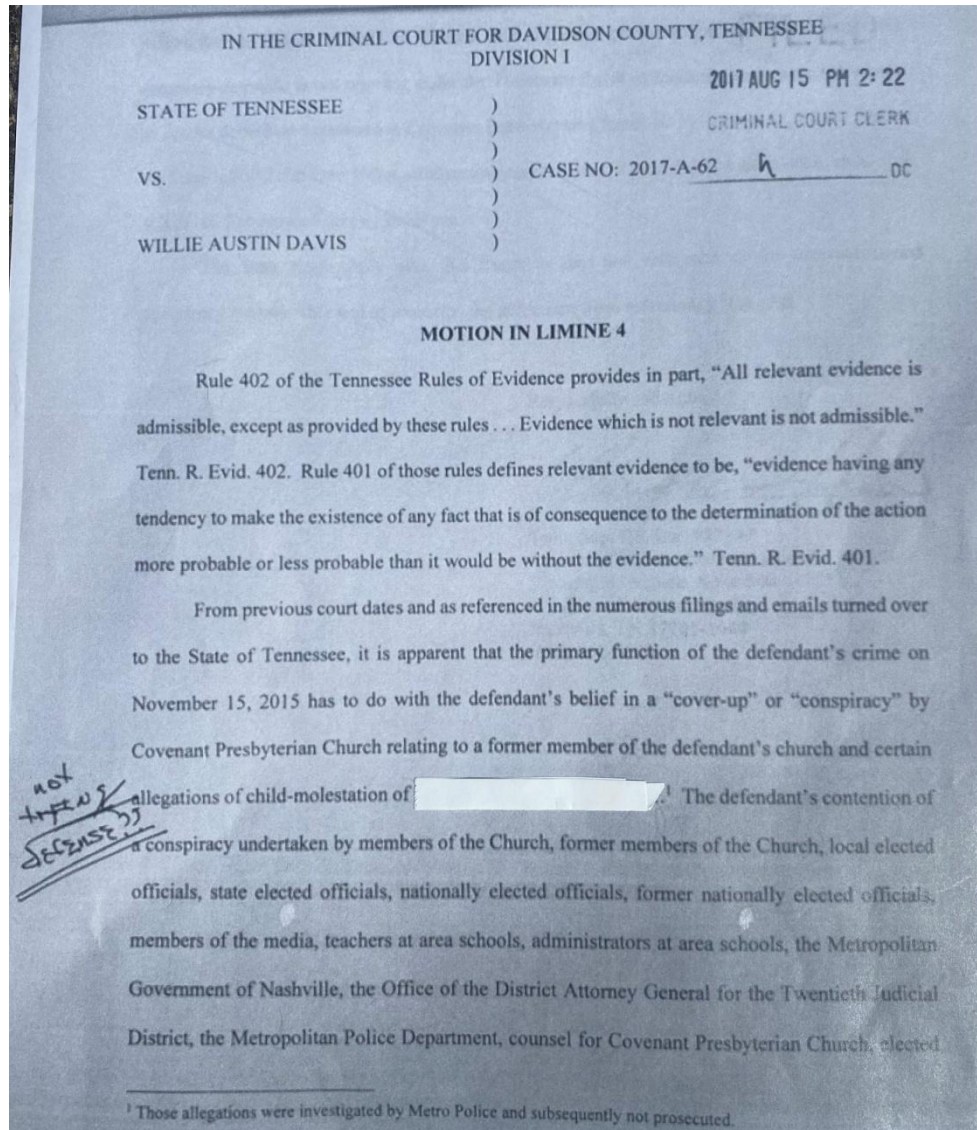 IN THE CRIMINAL COURT FOR DAVIDSON COUNTY, TENNESSEE
DIVISION I
2017 AUG 15 PM 2:22
CRIMINAL COURT CLERK
DC
STATE OF TENNESSEE )
)
)
VS. ) CASE NO: 2017-A-62
)
)
WILLIE AUSTIN DAVIS )
MOTION IN LIMINE 4
Rule 402 of the Tennessee Rules of Evidence provides in part, “All relevant evidence is
admissible, except as provided by these rules . . . Evidence which is not relevant is not admissible.”
Tenn. R. Evid. 402. Rule 401 of those rules defines relevant evidence to be, “evidence having any
tendency to make the existence of any fact that is of consequence to the determination of the action
more probable or less probable than it would be without the evidence.” Tenn. R. Evid. 401.
From previous court dates and as referenced in the numerous filings and emails turned over
to the State of Tennessee, it is apparent that the primary function of the defendant’s crime on
November 15, 2015 has to do with the defendant’s belief in a “cover-up” or “conspiracy” by
Covenant Presbyterian Church relating to a former member of the defendant’s church and certain
allegations of child-molestation of .¹ The defendant’s contention of
a conspiracy undertaken by members of the Church, former members of the Church, local elected
officials, state elected officials, nationally elected officials, former nationally elected officials,
members of the media, teachers at area schools, administrators at area schools, the Metropolitan
Government of Nashville, the Office of the District Attorney General for the Twentieth Judicial
District, the Metropolitan Police Department, counsel for Covenant Presbyterian Church, elected
not
DEFENSE
¹ Those allegations were investigated by Metro Police and subsequently not prosecuted.